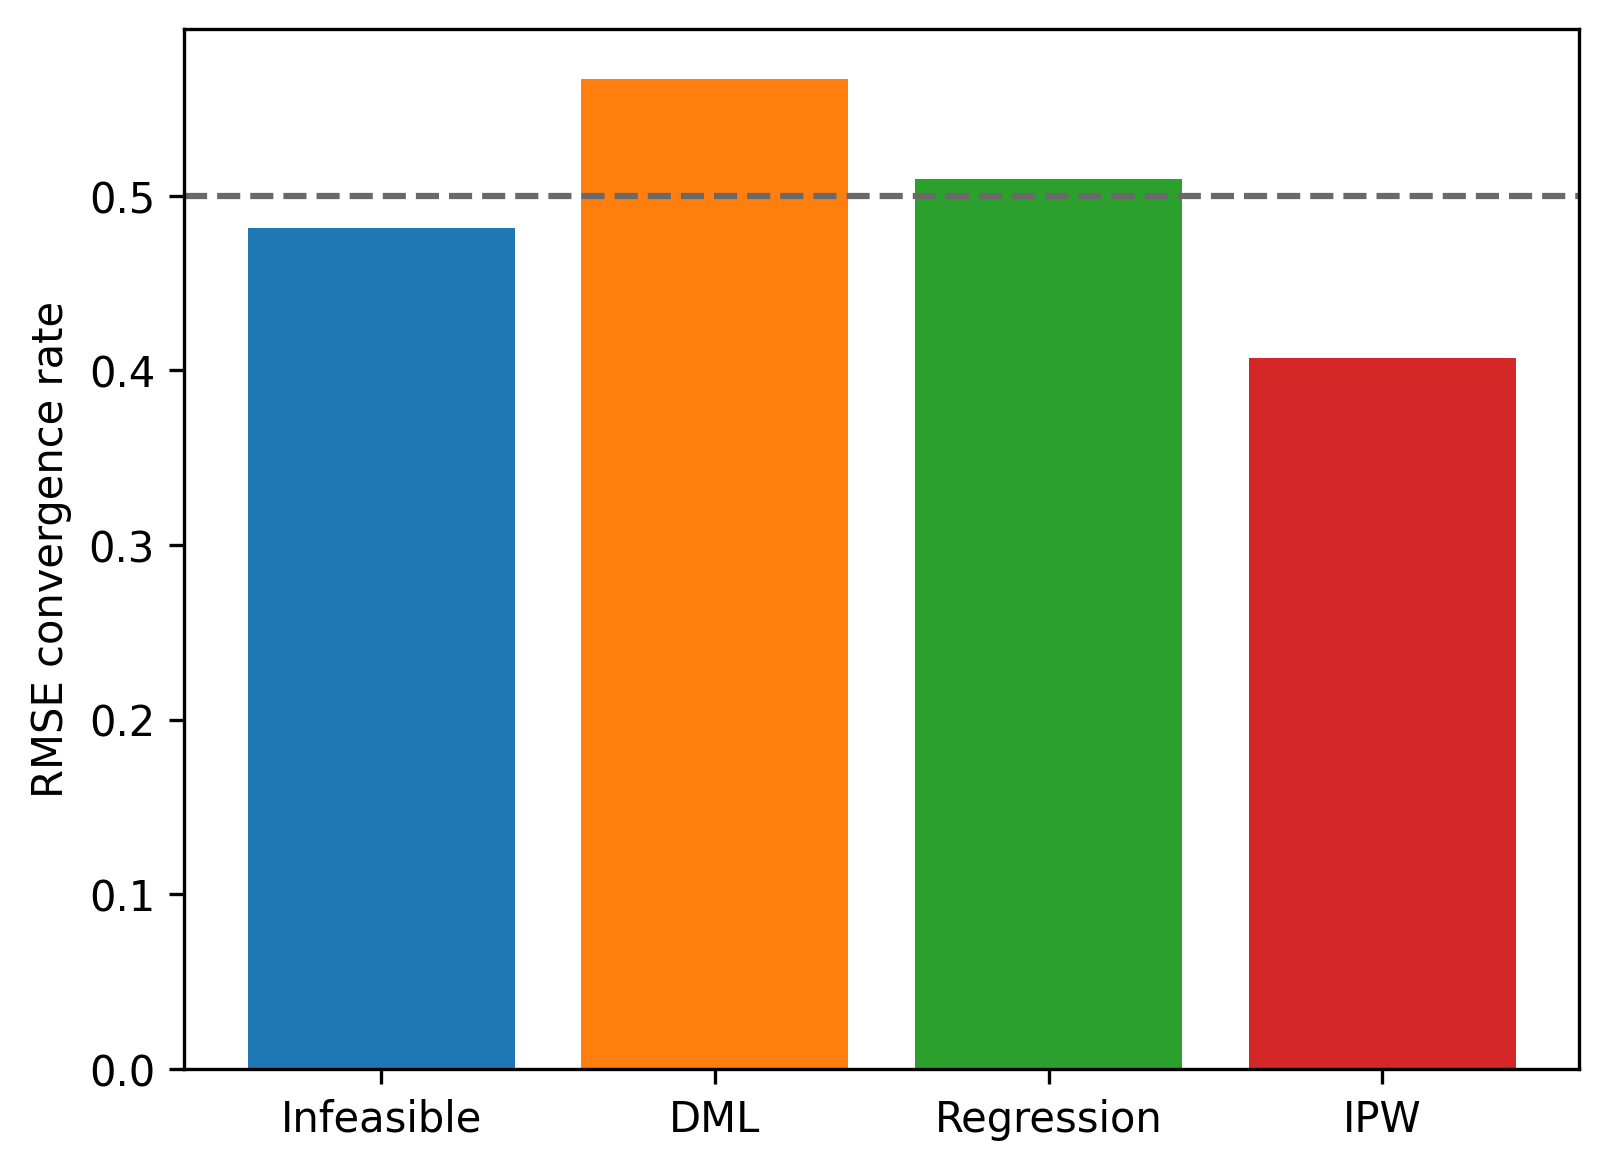 RMSE convergence rate
0.5
0.4
0.3
0.2
0.1
0.0
Infeasible
DML
Regression
IPW